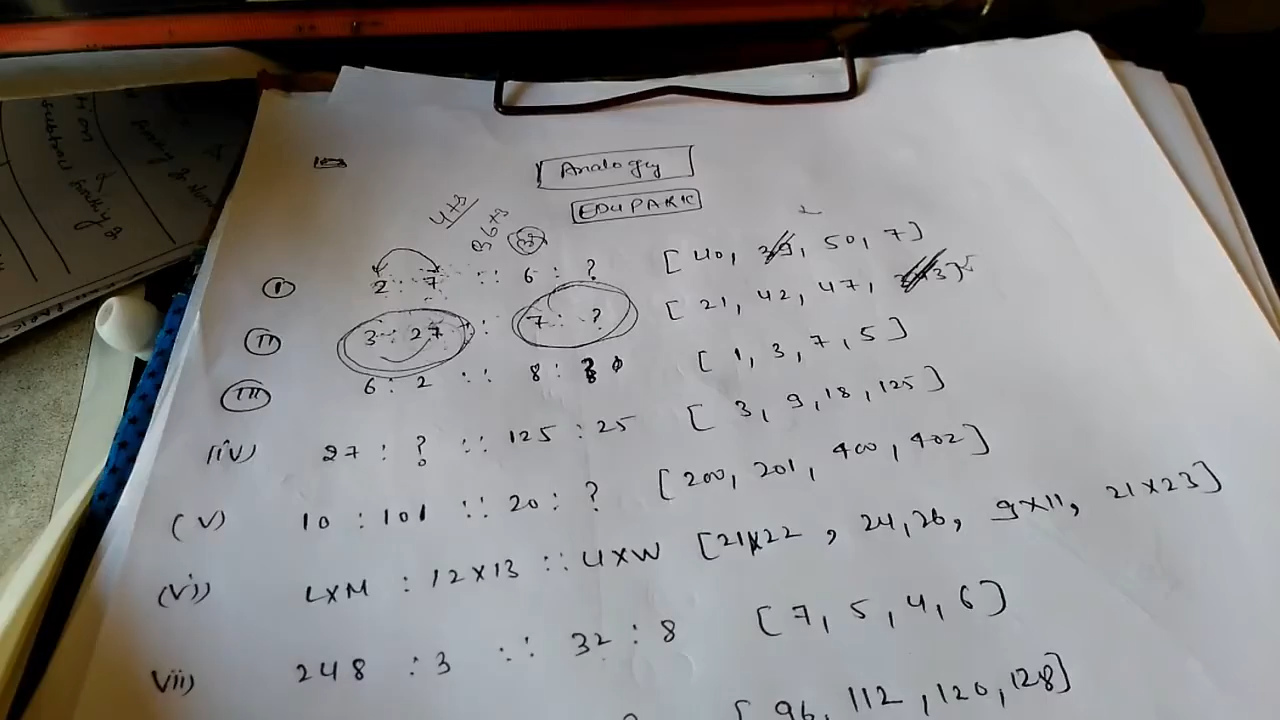 Analogy
EDUPARK
4+3
36+3
(I) 2 : 7 :: 6 : ? [40, 39, 50, 7]
(II) 3 : 27 :: 7 : ? [21, 42, 47,
(III) 6 : 2 :: 8 : [1, 3, 7, 5]
(iv) 27 : ? :: 125 : 25 [3, 9, 18, 125]
(v) 10 : 101 :: 20 : ? [200, 201, 400, 402]
(vi) LXM : 12X13 :: UXW [21X22, 24,26, 9X11, 21X23]
vii) 248 : 3 :: 32 : 8 [7, 5, 4, 6]
[96, 112, 120, 128]
on